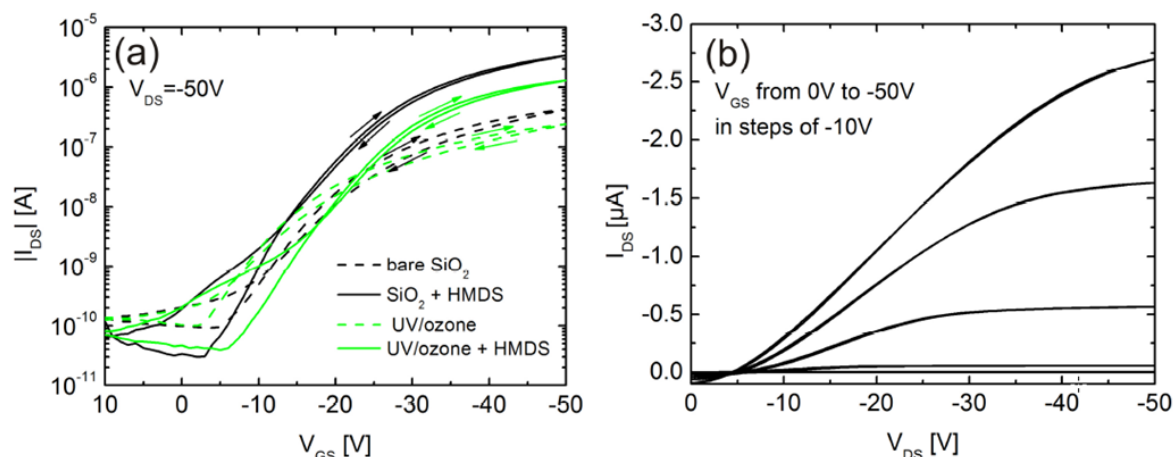 (a)
V_DS=-50V
10^-5
10^-6
10^-7
10^-8
10^-9
10^-10
10^-11
|I_DS| [A]
bare SiO₂
SiO₂ + HMDS
UV/ozone
UV/ozone + HMDS
10 0 -10 -20 -30 -40 -50
V_GS [V]
(b)
V_GS from 0V to -50V
in steps of -10V
-3.0
-2.5
-2.0
-1.5
-1.0
-0.5
0.0
I_DS [µA]
0 -10 -20 -30 -40 -50
V_DS [V]